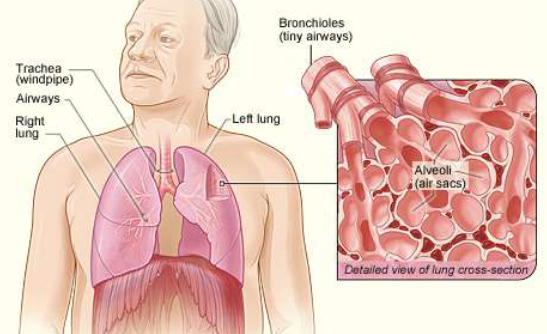 Bronchioles
(tiny airways)
Trachea
(windpipe)
Airways
Right
lung
Left lung
Alveoli
(air sacs)
Detailed view of lung cross-section